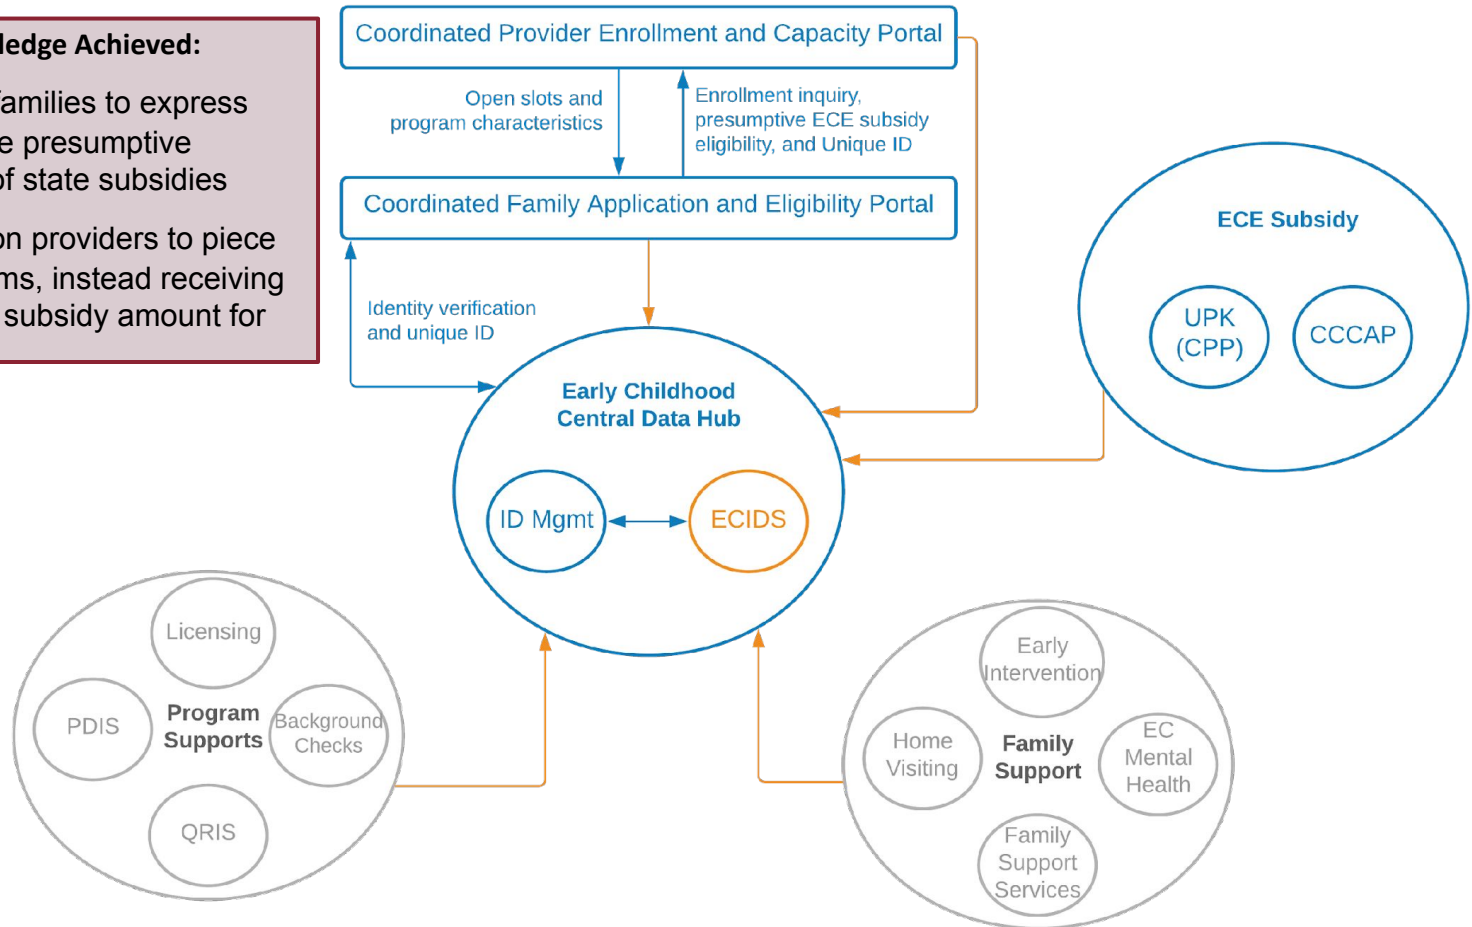 ledge Achieved:
families to express
e presumptive
of state subsidies
on providers to piece
ms, instead receiving
subsidy amount for
Coordinated Provider Enrollment and Capacity Portal
Open slots and
program characteristics
Enrollment inquiry,
presumptive ECE subsidy
eligibility, and Unique ID
Coordinated Family Application and Eligibility Portal
Identity verification
and unique ID
ECE Subsidy
UPK
(CPP)
CCCAP
Early Childhood
Central Data Hub
ID Mgmt
ECIDS
Licensing
PDIS
Program
Supports
Background
Checks
QRIS
Early
Intervention
Home
Visiting
Family
Support
EC
Mental
Health
Family
Support
Services